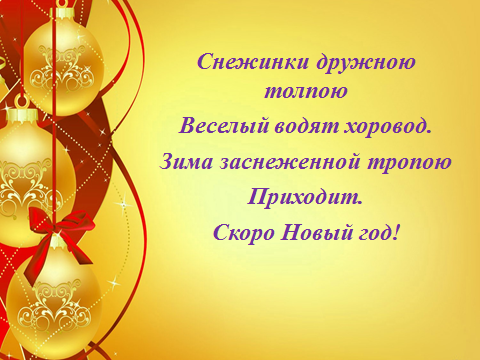 Снежинки дружною
толпою
Веселый водят хоровод.
Зима заснеженной тропою
Приходит.
Скоро Новый год!